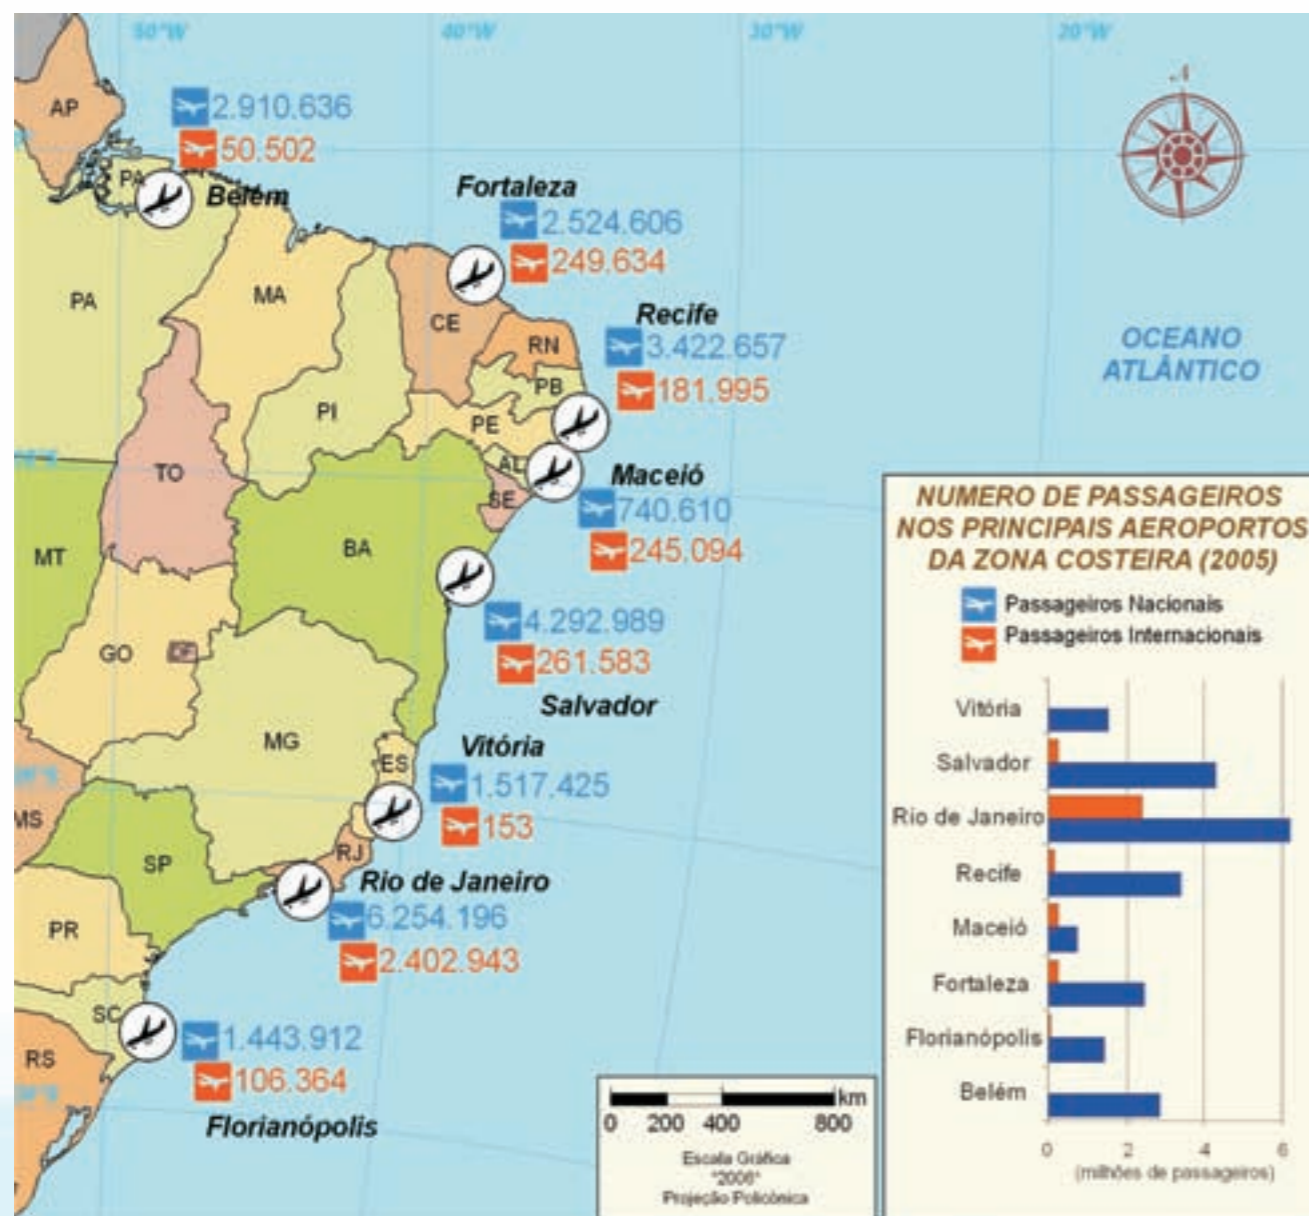 50°W 40°W 30°W 20°W
AP
2.910.636
50.502
PA
Belém
Fortaleza
2.524.606
249.634
PA
MA
CE
RN
Recife
3.422.657
181.995
OCEANO
ATLÂNTICO
PI
PB
PE
TO
AL
SE
Maceió
740.610
245.094
MT
BA
4.292.989
261.583
Salvador
GO
DF
MG
ES
Vitória
1.517.425
153
MS
SP
RJ
Rio de Janeiro
6.254.196
2.402.943
PR
SC
1.443.912
106.364
Florianópolis
RS
NUMERO DE PASSAGEIROS
NOS PRINCIPAIS AEROPORTOS
DA ZONA COSTEIRA (2005)
Passageiros Nacionais
Passageiros Internacionais
Vitória
Salvador
Rio de Janeiro
Recife
Maceió
Fortaleza
Florianópolis
Belém
0 2 4 6
(milhões de passageiros)
km
0 200 400 800
Escala Gráfica
"2006"
Projeção Policônica